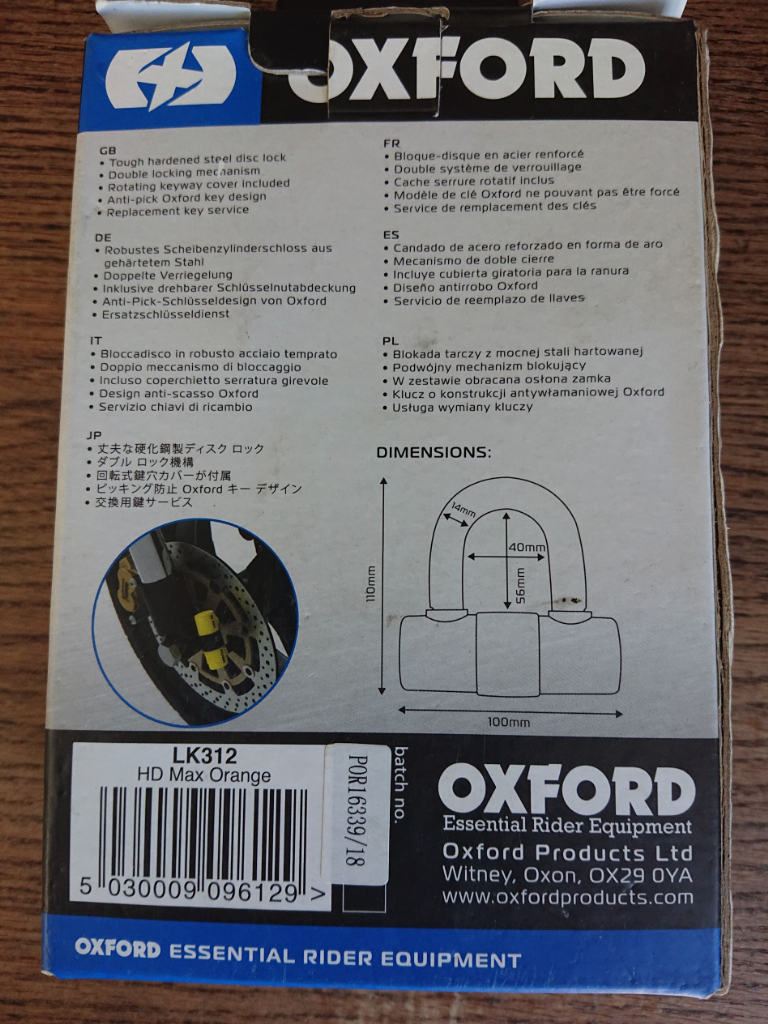 OXFORD
GB
• Tough hardened steel disc lock
• Double locking mechanism
• Rotating keyway cover included
• Anti-pick Oxford key design
• Replacement key service
FR
• Bloque-disque en acier renforcé
• Double système de verrouillage
• Cache serrure rotatif inclus
• Modèle de clé Oxford ne pouvant pas être forcé
• Service de remplacement des clés
DE
• Robustes Scheibenzylinderschloss aus
gehärtetem Stahl
• Doppelte Verriegelung
• Inklusive drehbarer Schlüsselnutabdeckung
• Anti-Pick-Schlüsseldesign von Oxford
• Ersatzschlüsseldienst
ES
• Candado de acero reforzado en forma de aro
• Mecanismo de doble cierre
• Incluye cubierta giratoria para la ranura
• Diseño antirrobo Oxford
• Servicio de reemplazo de llaves
IT
• Bloccadisco in robusto acciaio temprato
• Doppio meccanismo di bloccaggio
• Incluso coperchietto serratura girevole
• Design anti-scasso Oxford
• Servizio chiavi di ricambio
PL
• Blokada tarczy z mocnej stali hartowanej
• Podwójny mechanizm blokujący
• W zestawie obracana osłona zamka
• Klucz o konstrukcji antywłamaniowej Oxford
• Usługa wymiany kluczy
JP
• 丈夫な硬化鋼製ディスク ロック
• ダブル ロック機構
• 回転式鍵穴カバーが付属
• ピッキング防止 Oxford キー デザイン
• 交換用鍵サービス
DIMENSIONS:
14mm
40mm
56mm
110mm
100mm
LK312
HD Max Orange
5 030009 096129 >
POR16339/18
batch no.
OXFORD
Essential Rider Equipment
Oxford Products Ltd
Witney, Oxon, OX29 0YA
www.oxfordproducts.com
OXFORD ESSENTIAL RIDER EQUIPMENT